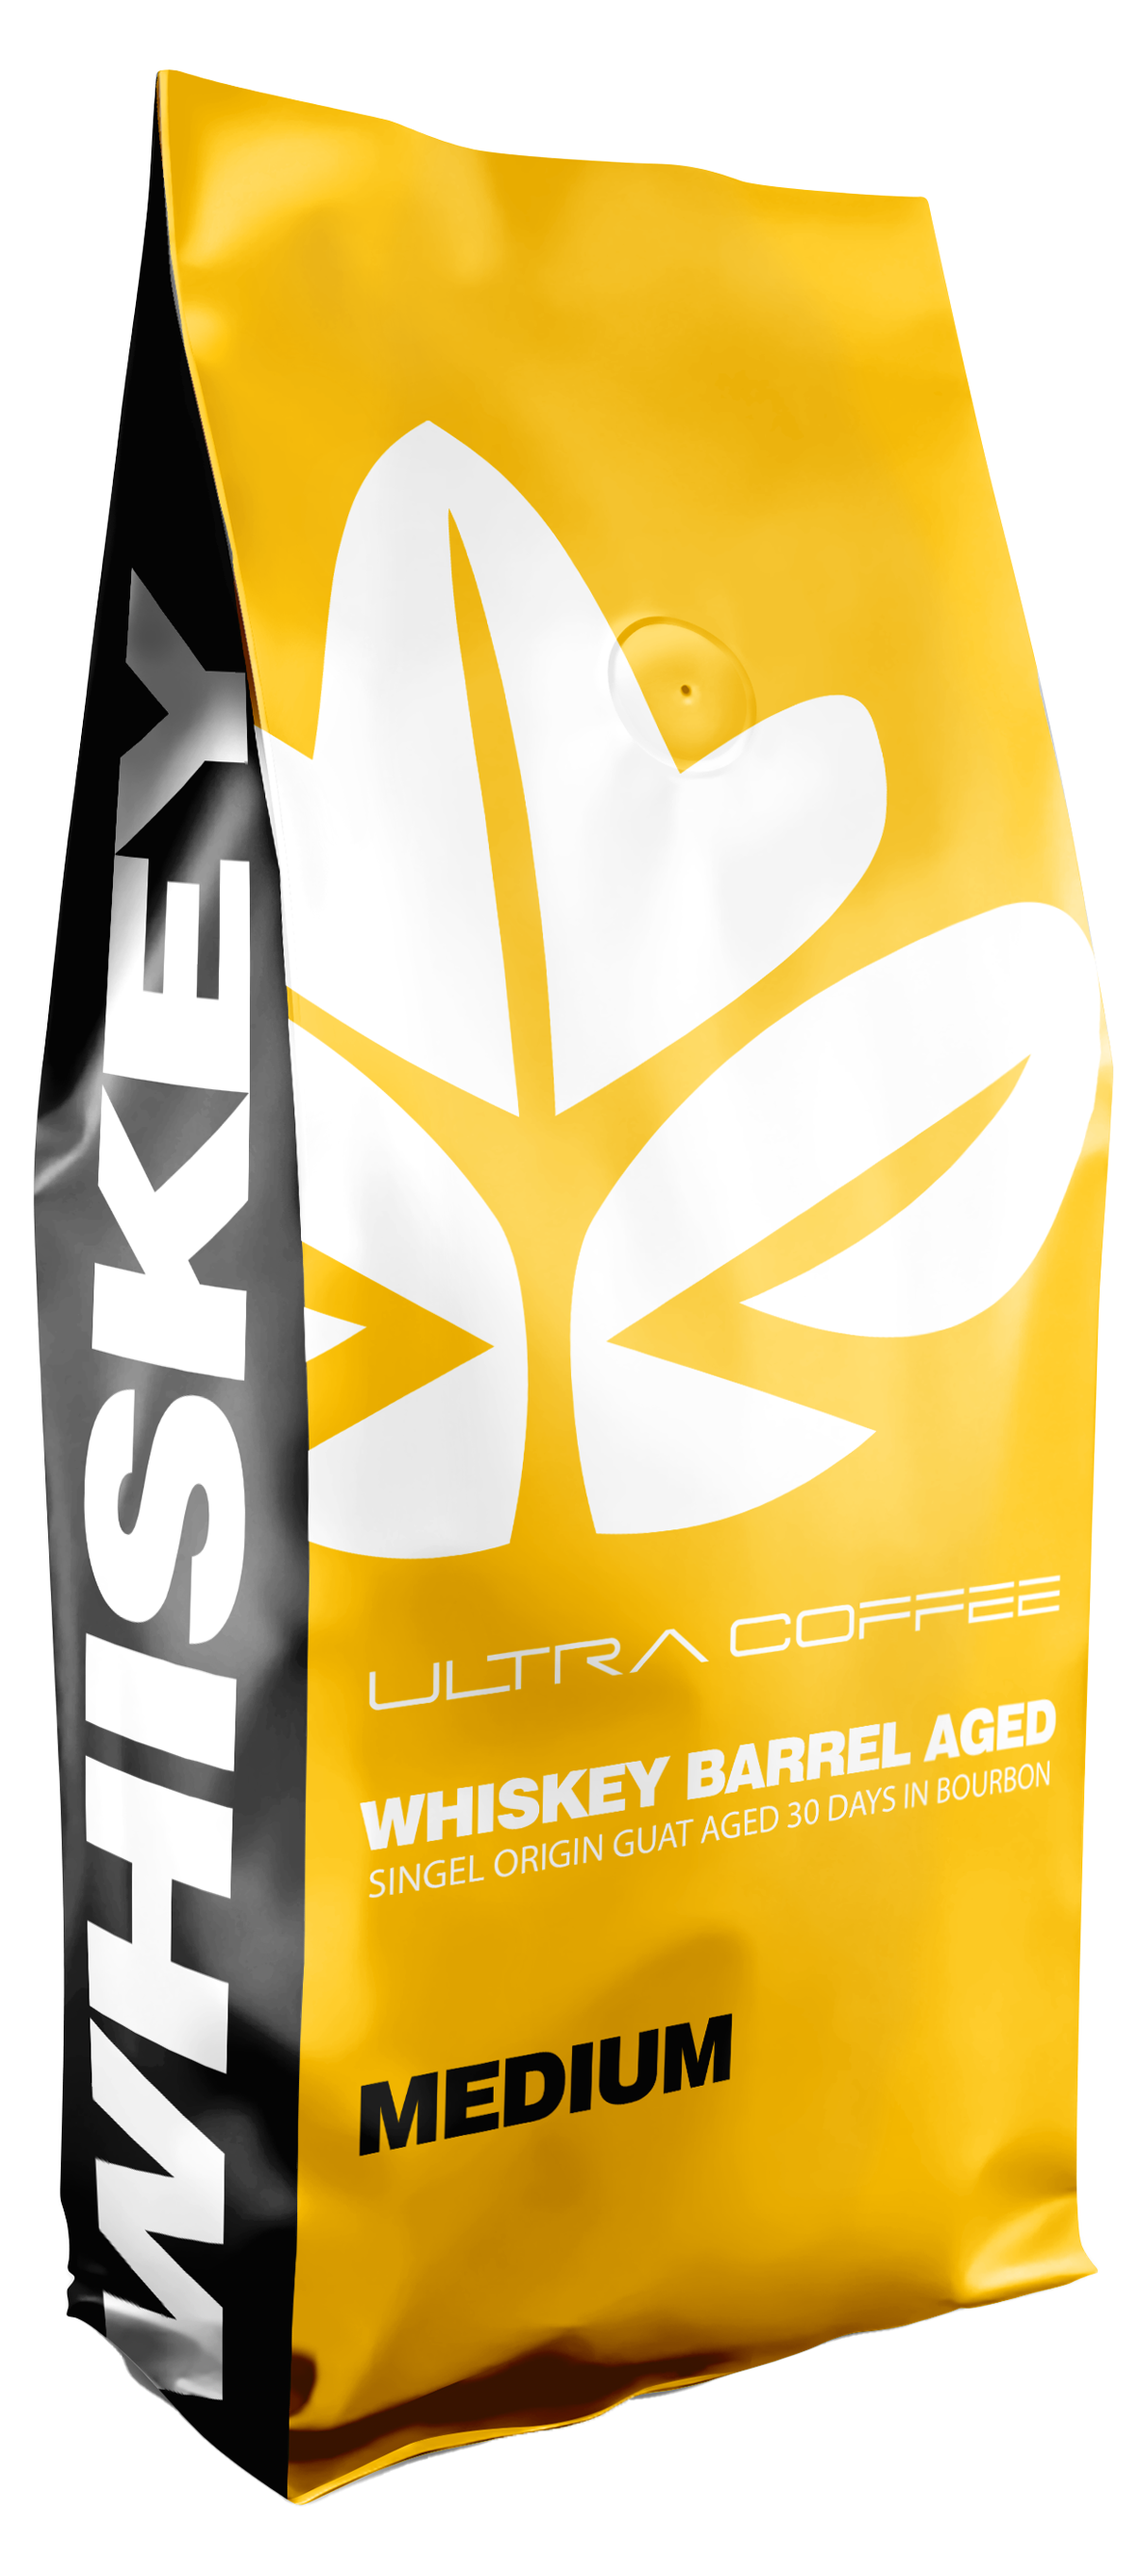 WHISKEY
ULTRA COFFEE
WHISKEY BARREL AGED
SINGEL ORIGIN GUAT AGED 30 DAYS IN BOURBON
MEDIUM